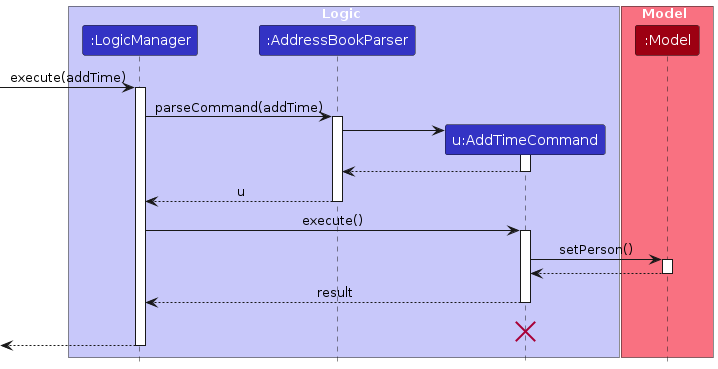 Logic
Model
:LogicManager
:AddressBookParser
:Model
execute(addTime)
parseCommand(addTime)
u:AddTimeCommand
u
execute()
setPerson()
result